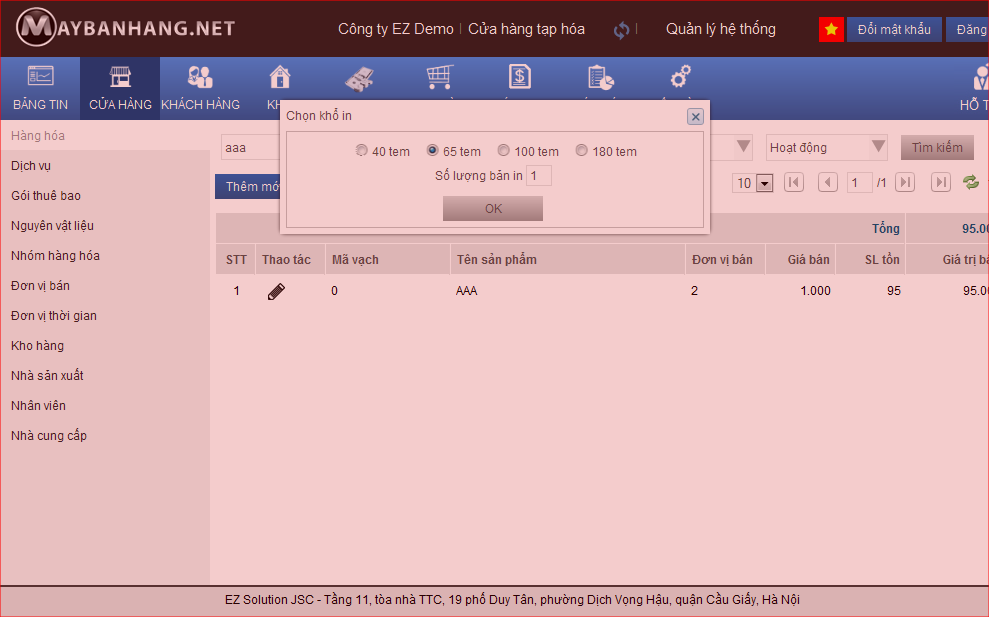 MAYBANHANG.NET
Công ty EZ Demo | Cửa hàng tạp hóa
Quản lý hệ thống
Đổi mật khẩu
Đăng
BẢNG TIN
CỬA HÀNG
KHÁCH HÀNG
KH
HỖ T
Hàng hóa
Dịch vụ
Gói thuê bao
Nguyên vật liệu
Nhóm hàng hóa
Đơn vị bán
Đơn vị thời gian
Kho hàng
Nhà sản xuất
Nhân viên
Nhà cung cấp
Chọn khổ in
40 tem 65 tem 100 tem 180 tem
Số lượng bản in 1
OK
aaa
Hoạt động
Tìm kiếm
Thêm mớ
10
1 /1
Tổng 95.00
STT Thao tác Mã vạch Tên sản phẩm Đơn vị bán Giá bán SL tồn Giá trị bá
1 0 AAA 2 1.000 95 95.00
EZ Solution JSC - Tầng 11, tòa nhà TTC, 19 phố Duy Tân, phường Dịch Vọng Hậu, quận Cầu Giấy, Hà Nội